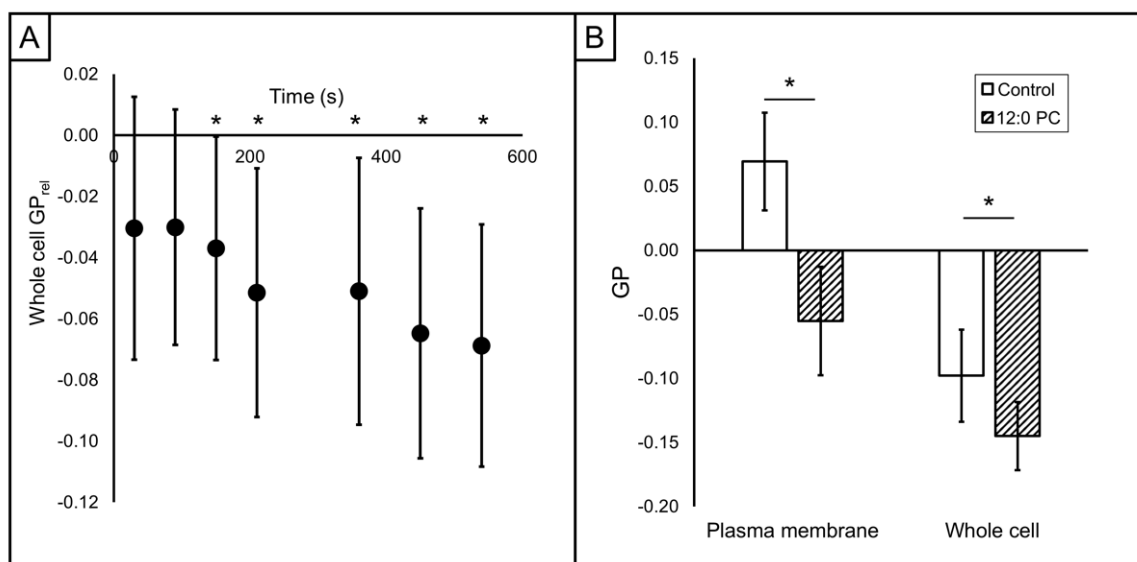 A
0.02
Time (s)
* * * * *
0.00
0 200 400 600
-0.02
-0.04
-0.06
-0.08
-0.10
-0.12
Whole cell GPrel
B
0.15
0.10
0.05
0.00
-0.05
-0.10
-0.15
-0.20
GP
*
*
Control
12:0 PC
Plasma membrane
Whole cell